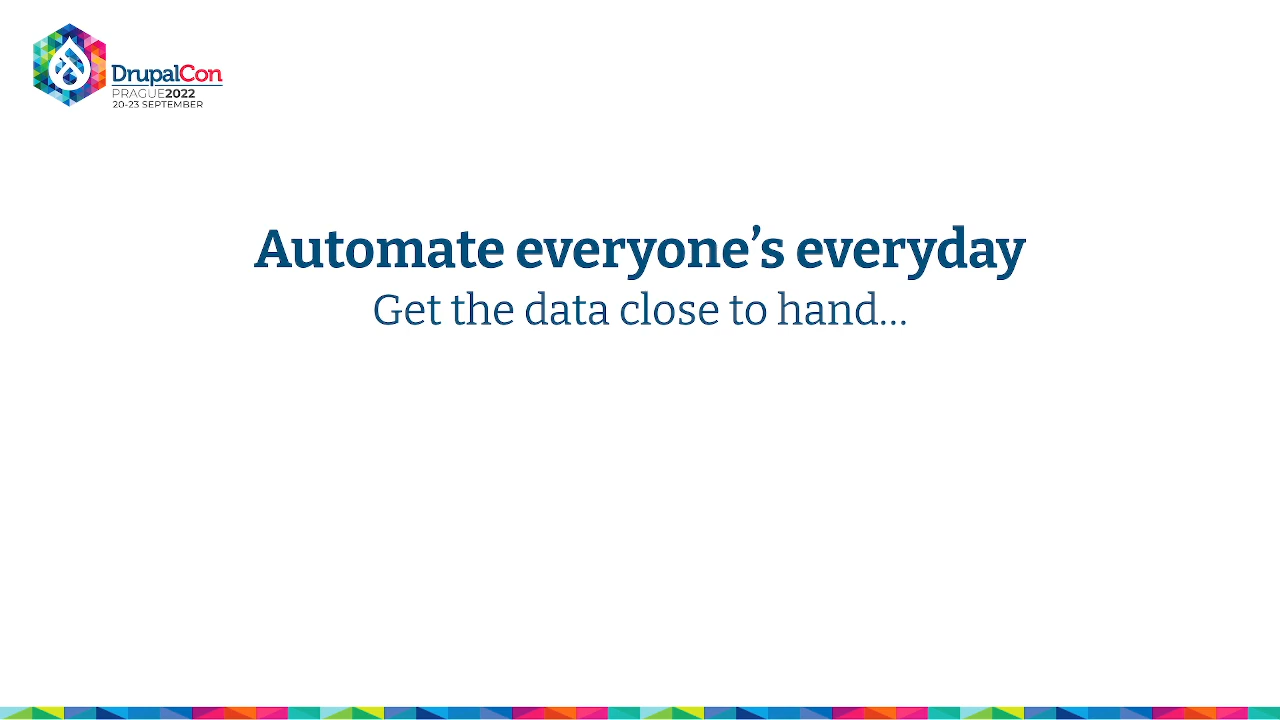 DrupalCon
PRAGUE2022
20-23 SEPTEMBER
Automate everyone’s everyday
Get the data close to hand...